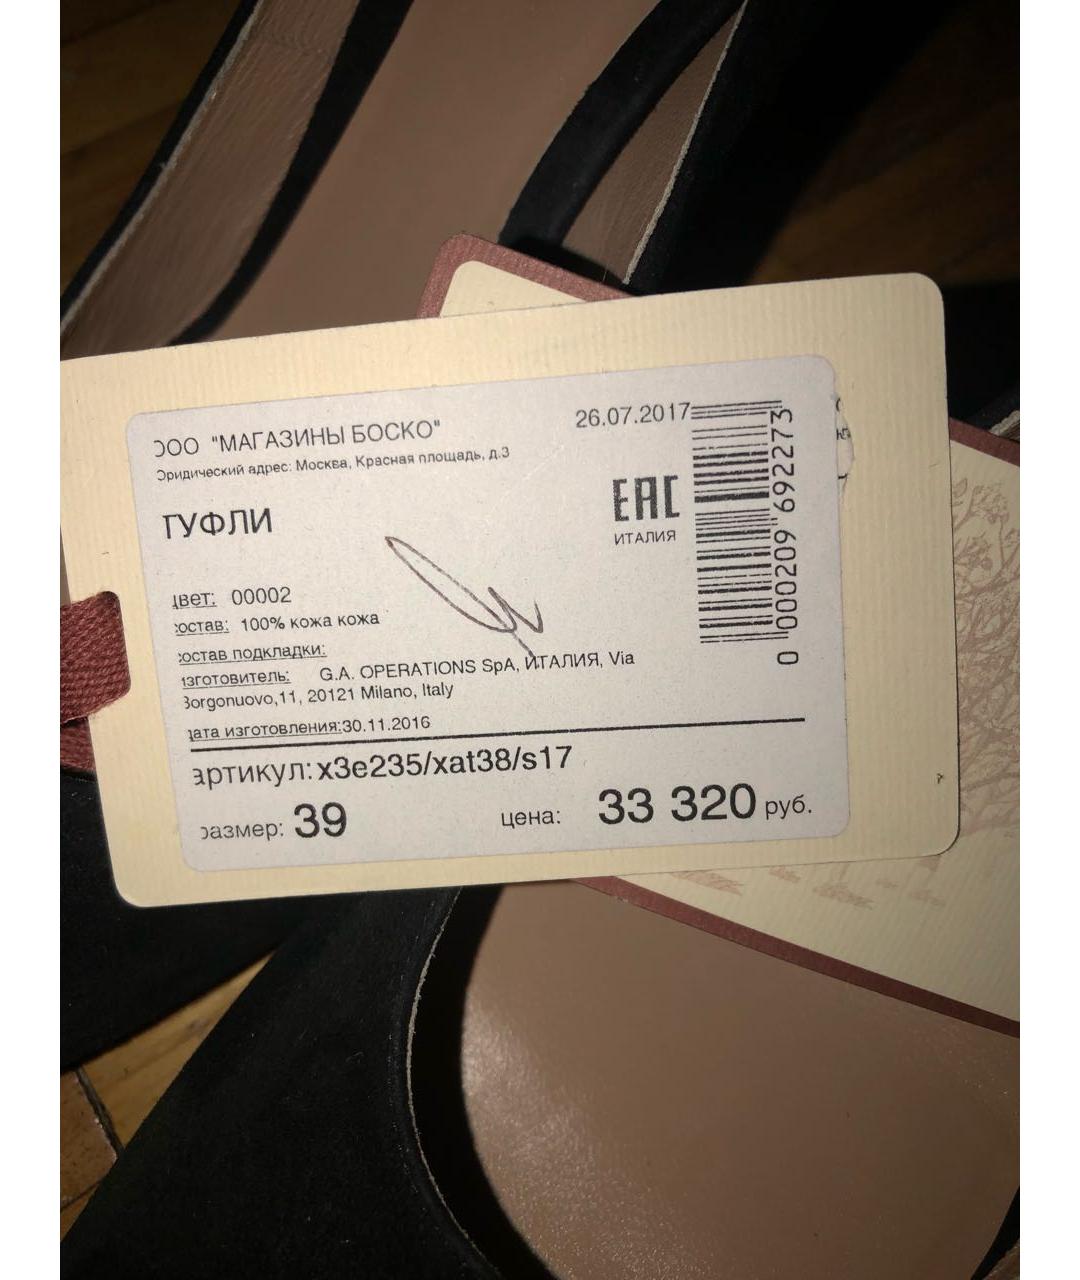 ООО "МАГАЗИНЫ БОСКО"
Юридический адрес: Москва, Красная площадь, д.3
26.07.2017
ТУФЛИ
ЕАС
ИТАЛИЯ
цвет: 00002
состав: 100% кожа кожа
состав подкладки:
изготовитель: G.A. OPERATIONS SpA, ИТАЛИЯ, Via
Borgonuovo,11, 20121 Milano, Italy
дата изготовления:30.11.2016
артикул: x3e235/xat38/s17
размер: 39 цена: 33 320 руб.
0 000209 692273